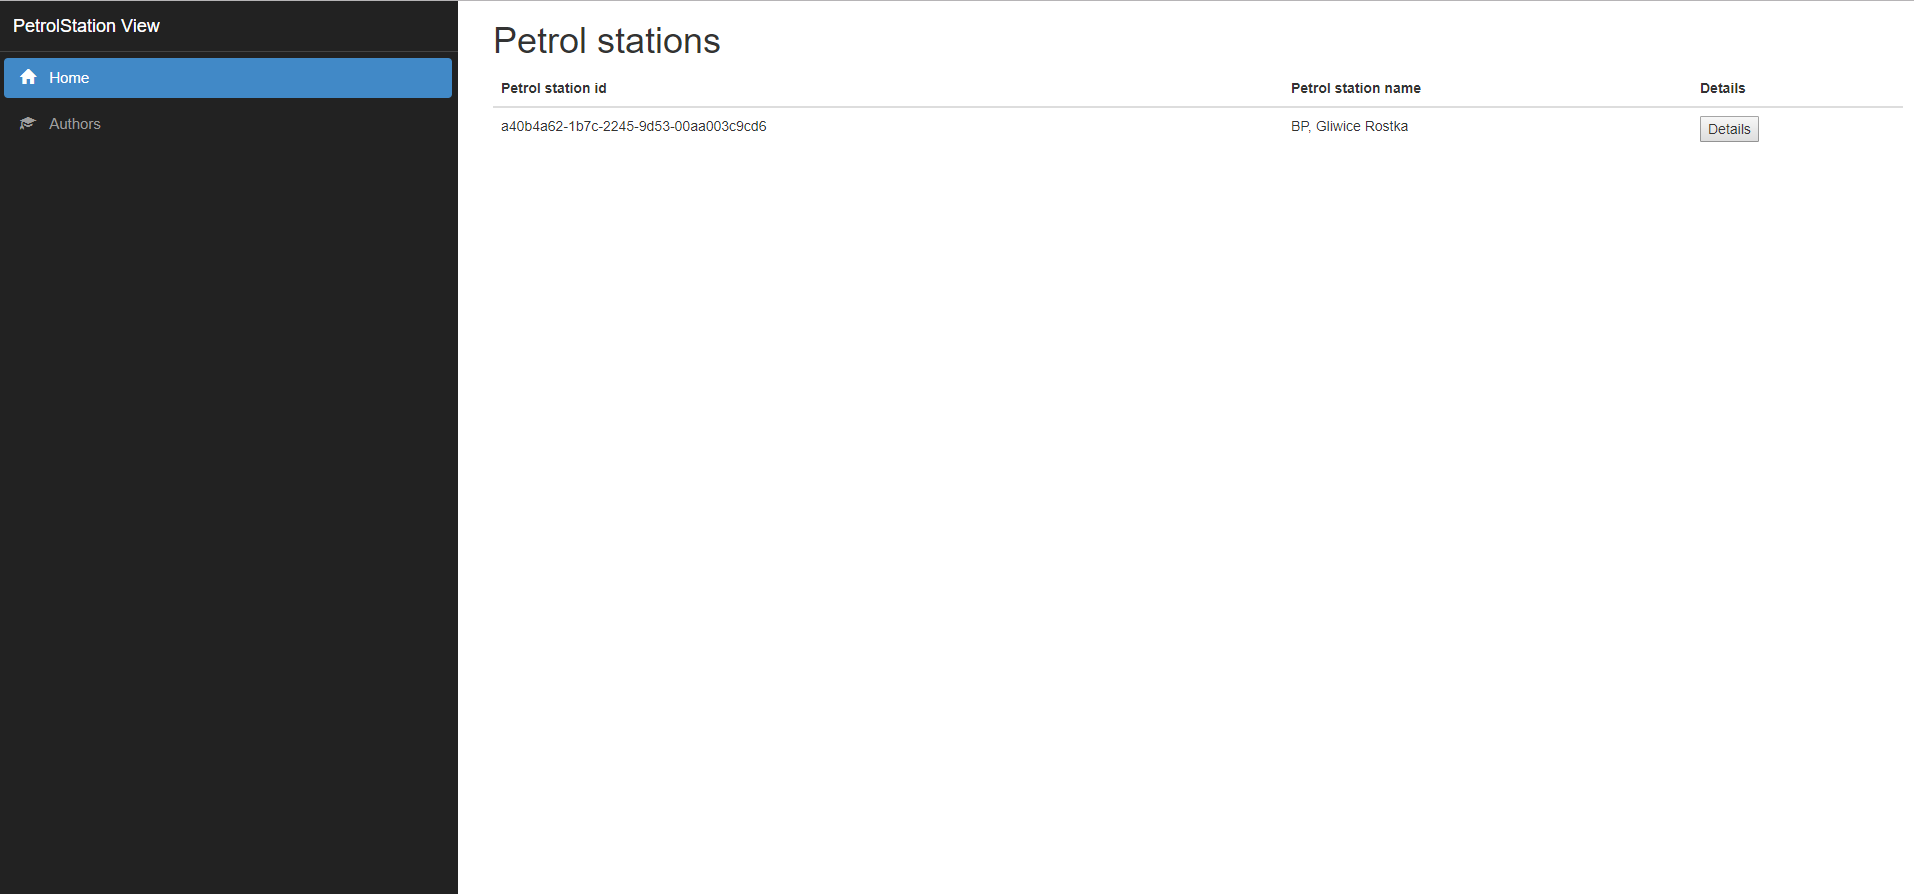 PetrolStation View
Home
Authors
Petrol stations
Petrol station id Petrol station name Details
a40b4a62-1b7c-2245-9d53-00aa003c9cd6 BP, Gliwice Rostka Details